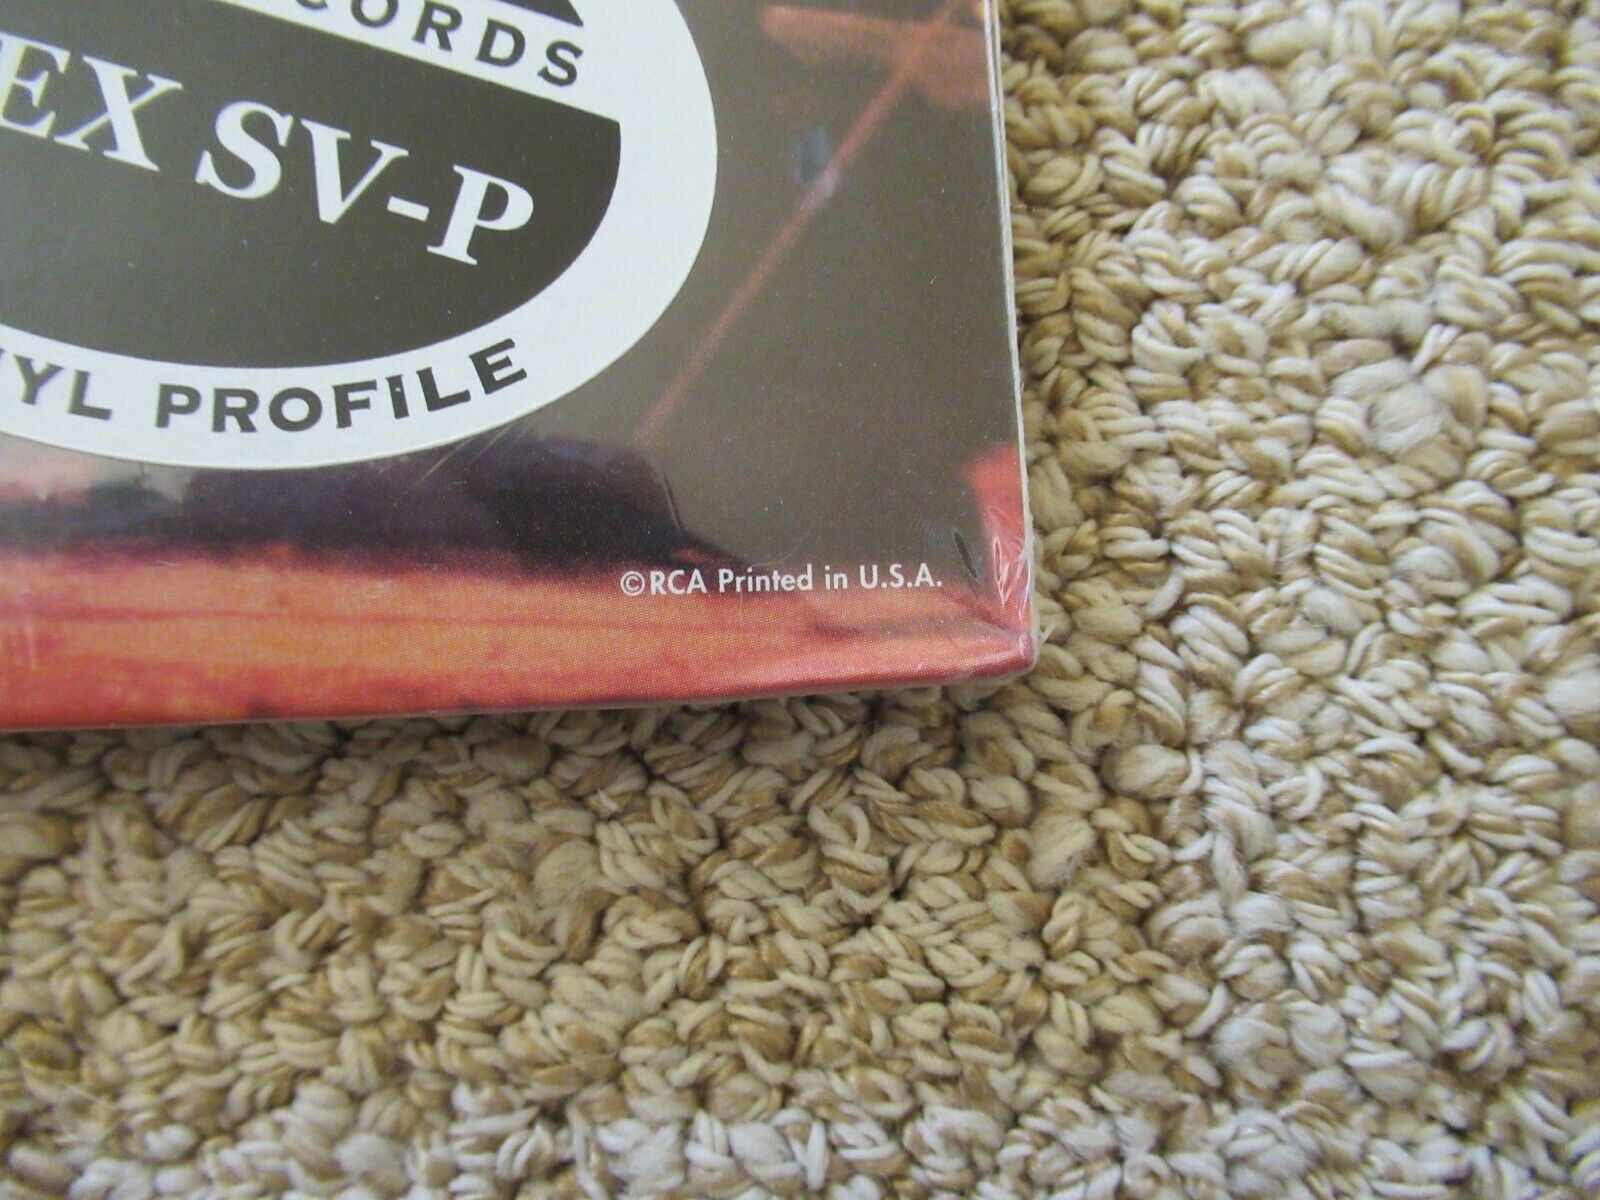 CORDS
EX SV-P
YL PROFILE
©RCA Printed in U.S.A.